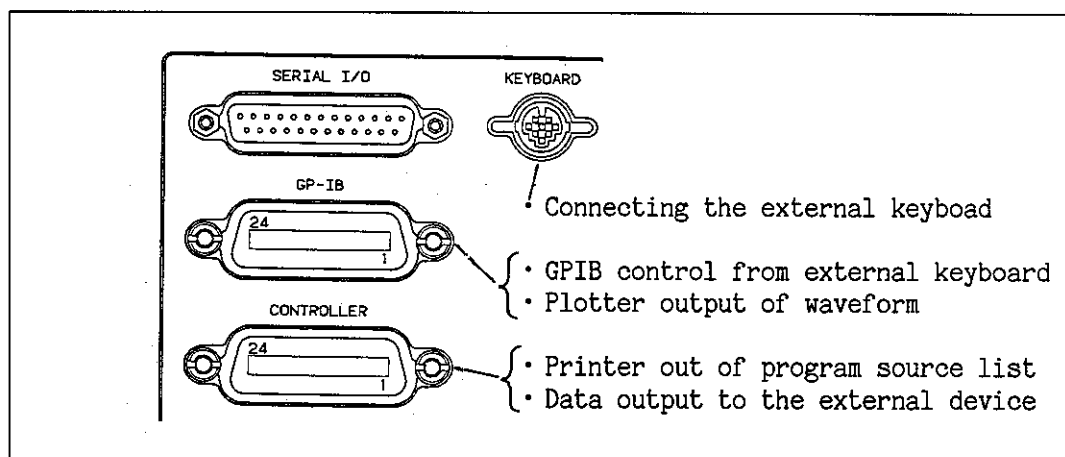 SERIAL I/O
KEYBOARD
GP-IB
24
1
· Connecting the external keyboad
· GPIB control from external keyboard
· Plotter output of waveform
CONTROLLER
24
1
· Printer out of program source list
· Data output to the external device